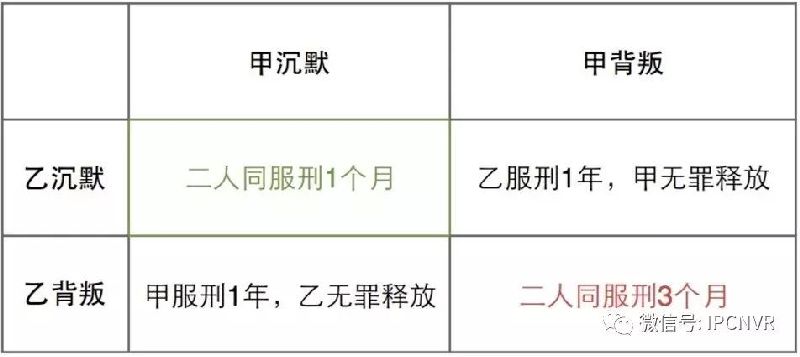 甲沉默
甲背叛
乙沉默
二人同服刑1个月
乙服刑1年，甲无罪释放
乙背叛
甲服刑1年，乙无罪释放
二人同服刑3个月
微信号: IPCNVR